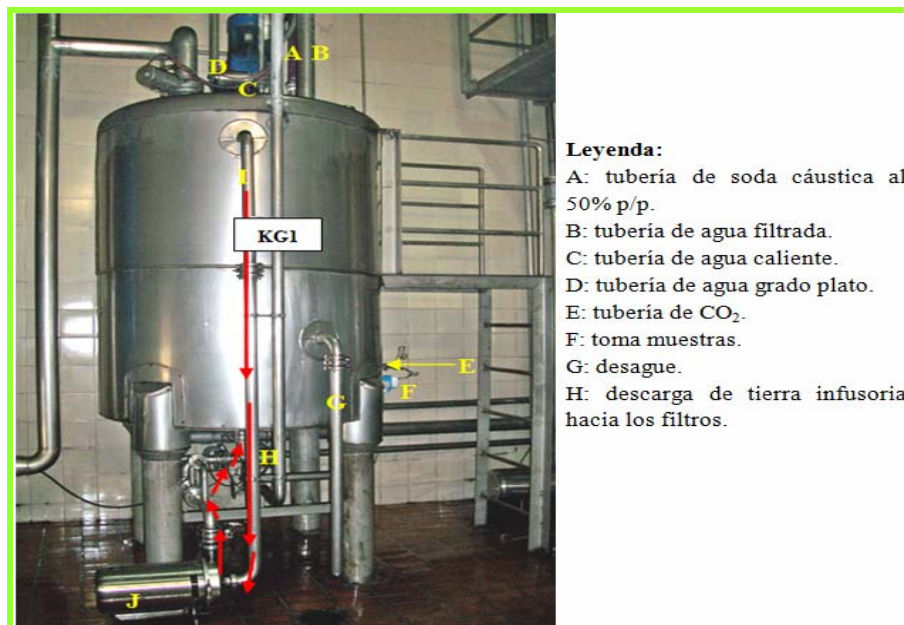 D
A
B
C
I
KG1
E
F
G
H
J
Leyenda:
A: tubería de soda cáustica al
50% p/p.
B: tubería de agua filtrada.
C: tubería de agua caliente.
D: tubería de agua grado plato.
E: tubería de CO₂.
F: toma muestras.
G: desague.
H: descarga de tierra infusoria
hacia los filtros.